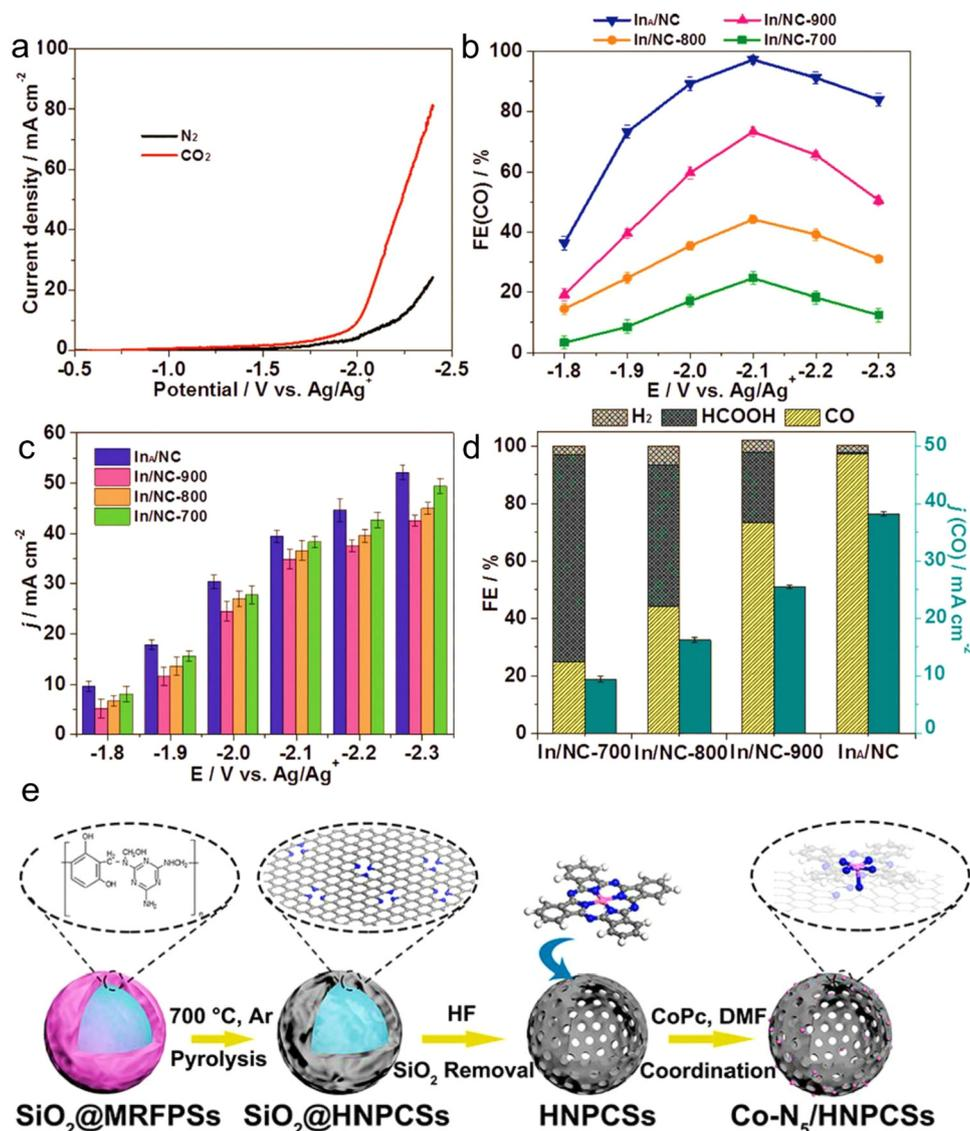 a
100
80
60
40
20
0
Current density / mA cm⁻²
N₂
CO₂
-0.5
-1.0
-1.5
-2.0
-2.5
Potential / V vs. Ag/Ag⁺
b
Inₐ/NC
In/NC-900
In/NC-800
In/NC-700
100
80
60
40
20
0
FE(CO) / %
-1.8
-1.9
-2.0
-2.1
-2.2
-2.3
E / V vs. Ag/Ag⁺
c
60
50
40
30
20
10
0
j / mA cm⁻²
Inₐ/NC
In/NC-900
In/NC-800
In/NC-700
-1.8
-1.9
-2.0
-2.1
-2.2
-2.3
E / V vs. Ag/Ag⁺
d
H₂
HCOOH
CO
100
80
60
40
20
0
FE / %
50
40
30
20
10
0
j (CO) / mA cm⁻²
In/NC-700
In/NC-800
In/NC-900
Inₐ/NC
e
OH
OH
H₂
C
CH₂OH
N
N
N
N
NHCH₂
NH₂
n
700 °C, Ar
Pyrolysis
HF
SiO₂ Removal
CoPc, DMF
Coordination
SiO₂@MRFPSs
SiO₂@HNPCSs
HNPCSs
Co-N₅/HNPCSs